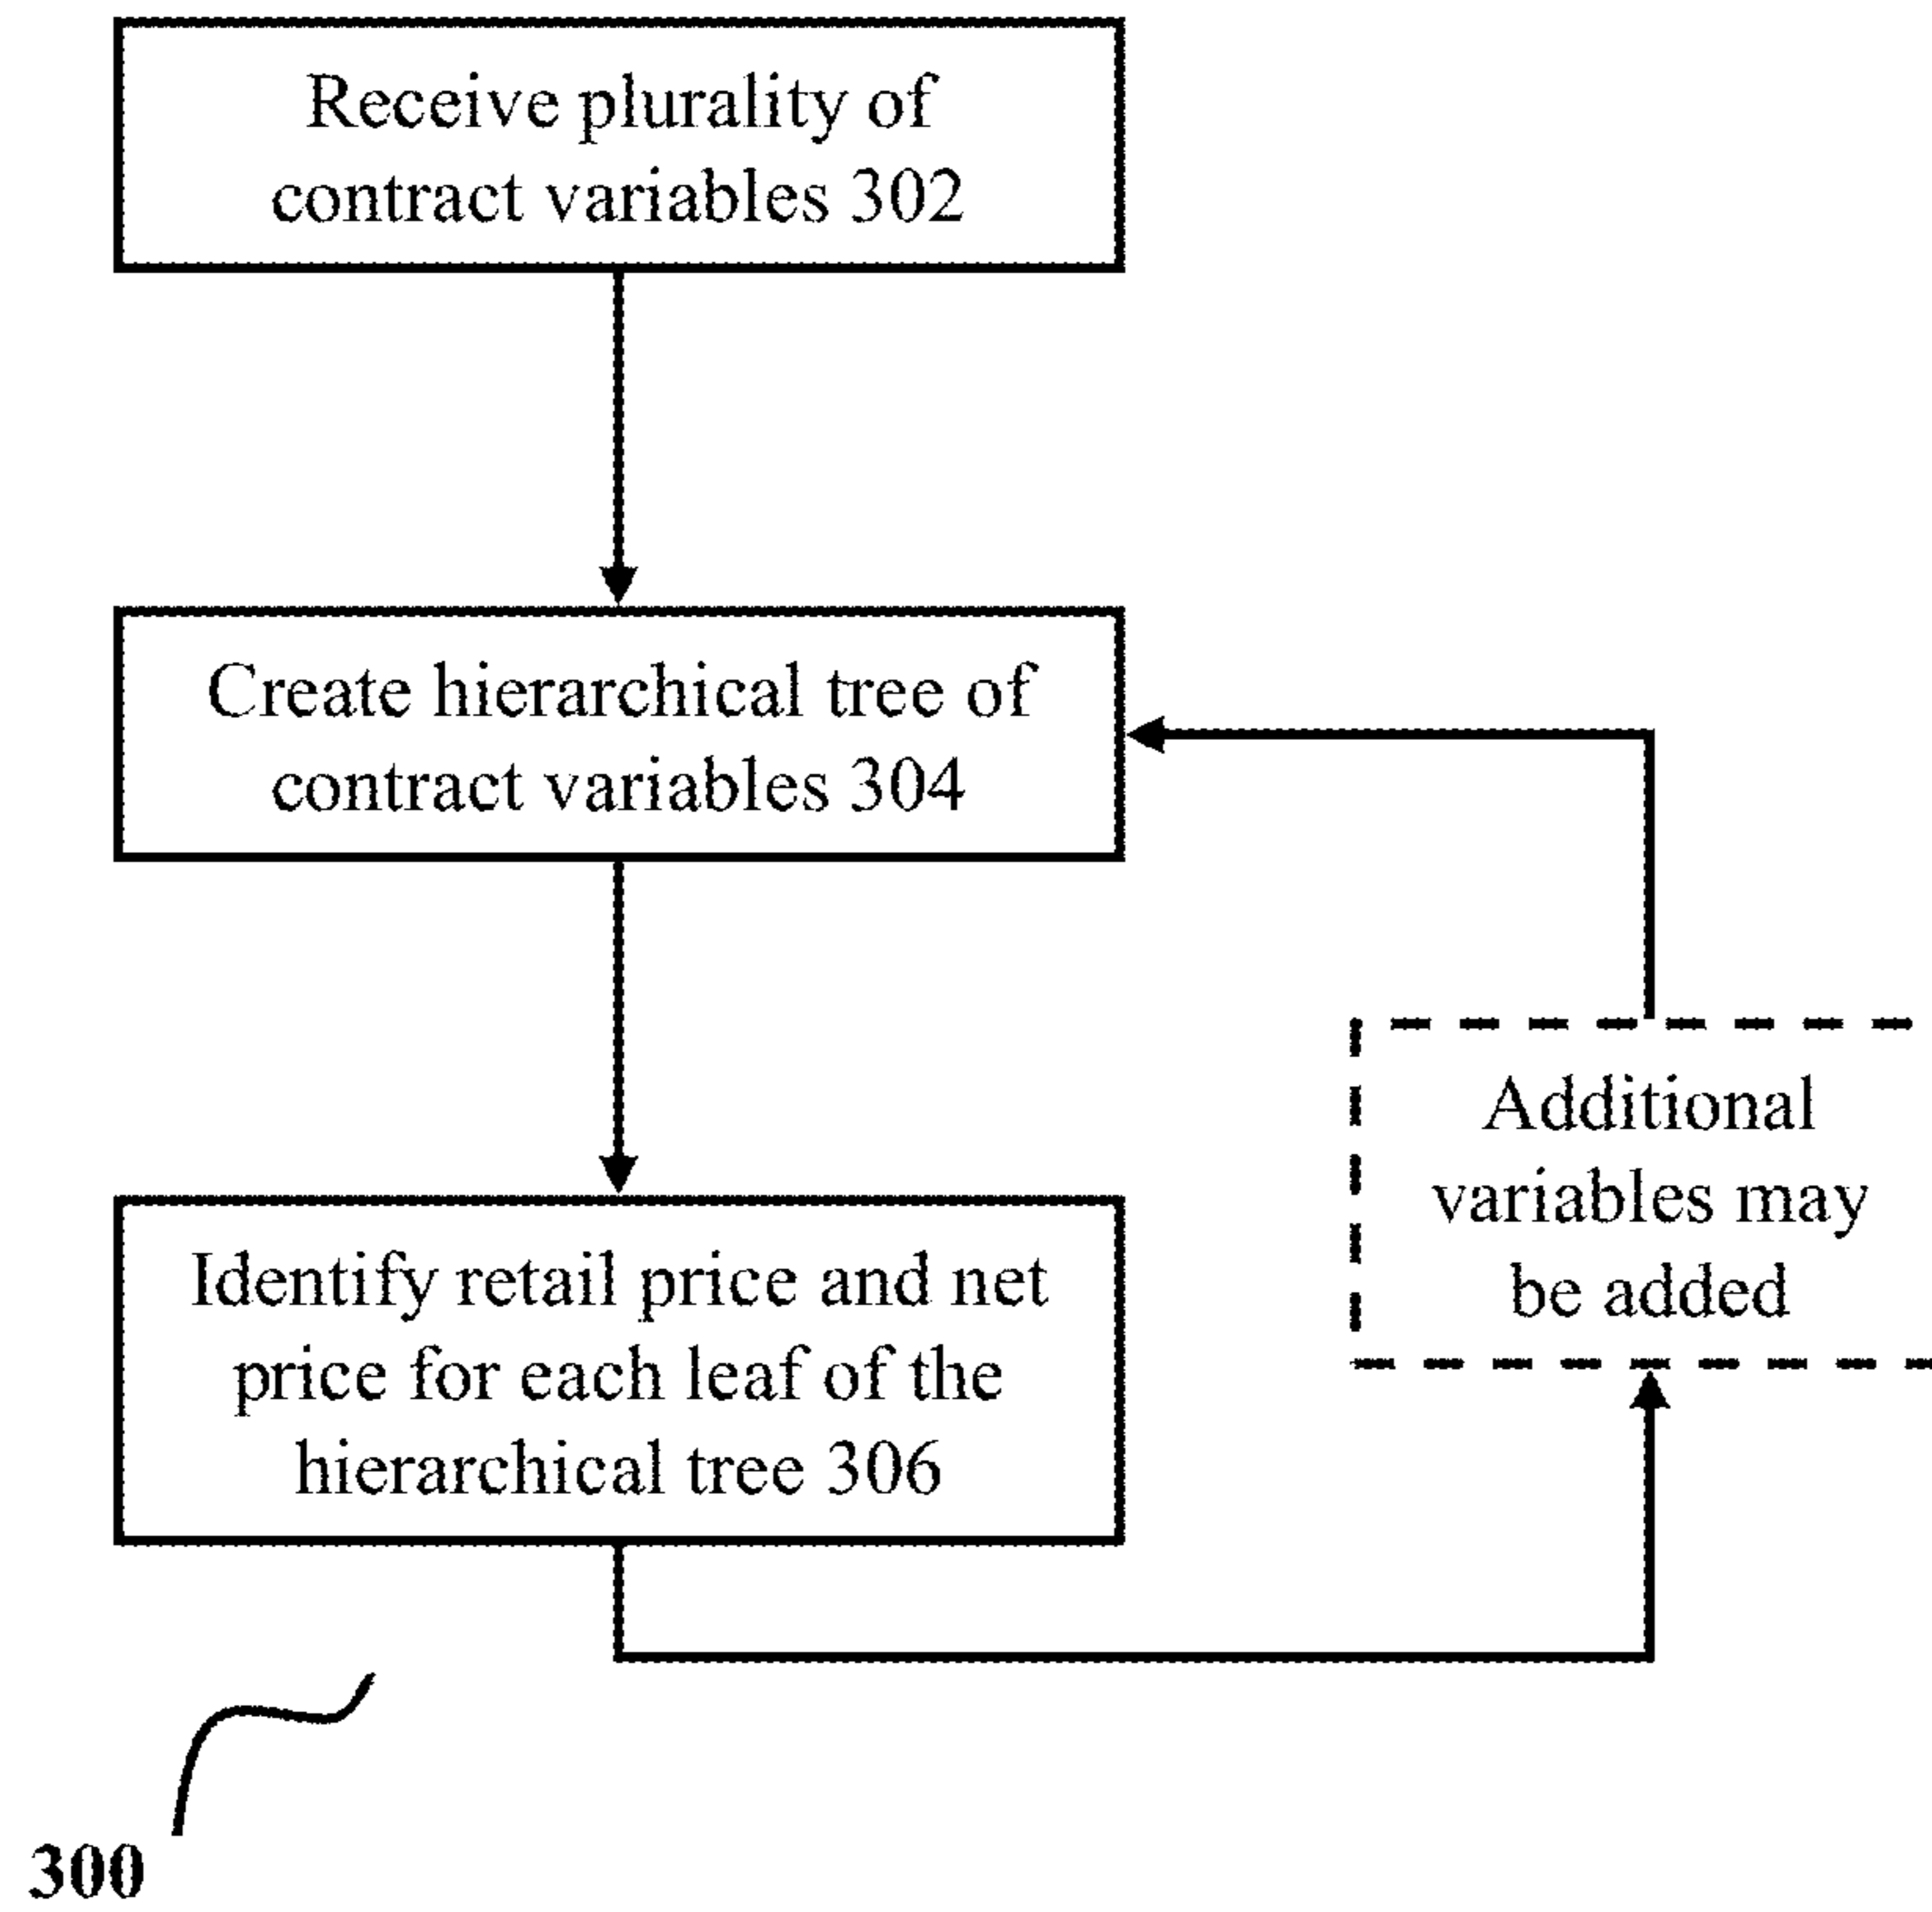 Receive plurality of
contract variables 302
Create hierarchical tree of
contract variables 304
Identify retail price and net
price for each leaf of the
hierarchical tree 306
Additional
variables may
be added
300